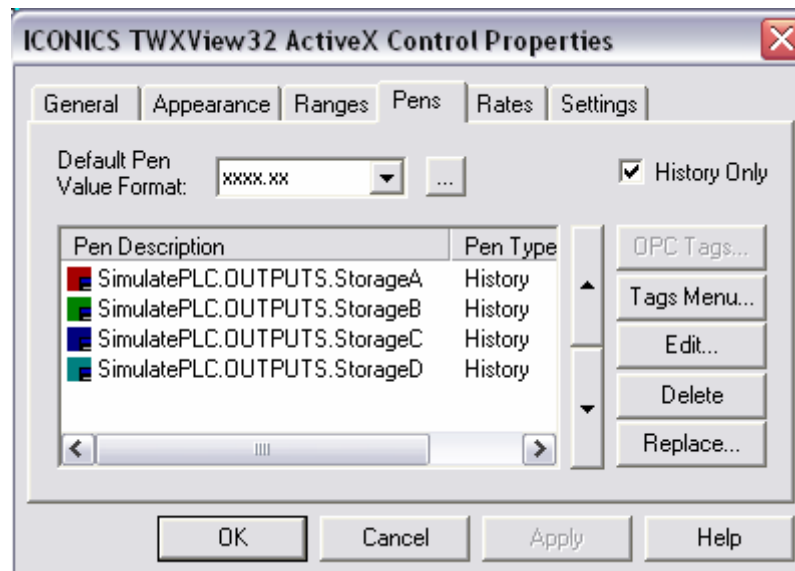 ICONICS TWXView32 ActiveX Control Properties
General Appearance Ranges Pens Rates Settings
Default Pen
Value Format:
xxxx.xx
...
History Only
Pen Description Pen Type
SimulatePLC.OUTPUTS.StorageA History
SimulatePLC.OUTPUTS.StorageB History
SimulatePLC.OUTPUTS.StorageC History
SimulatePLC.OUTPUTS.StorageD History
OPC Tags...
Tags Menu...
Edit...
Delete
Replace...
OK Cancel Apply Help